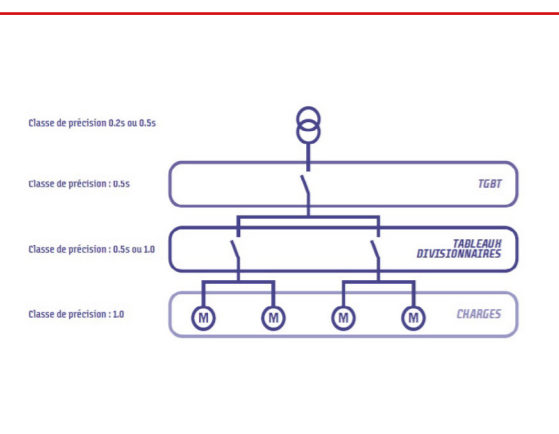 Classe de précision 0.2s ou 0.5s
Classe de précision : 0.5s
TGBT
Classe de précision : 0.5s ou 1.0
TABLEAUX
DIVISIONNAIRES
Classe de précision : 1.0
M
M
M
M
CHARGES